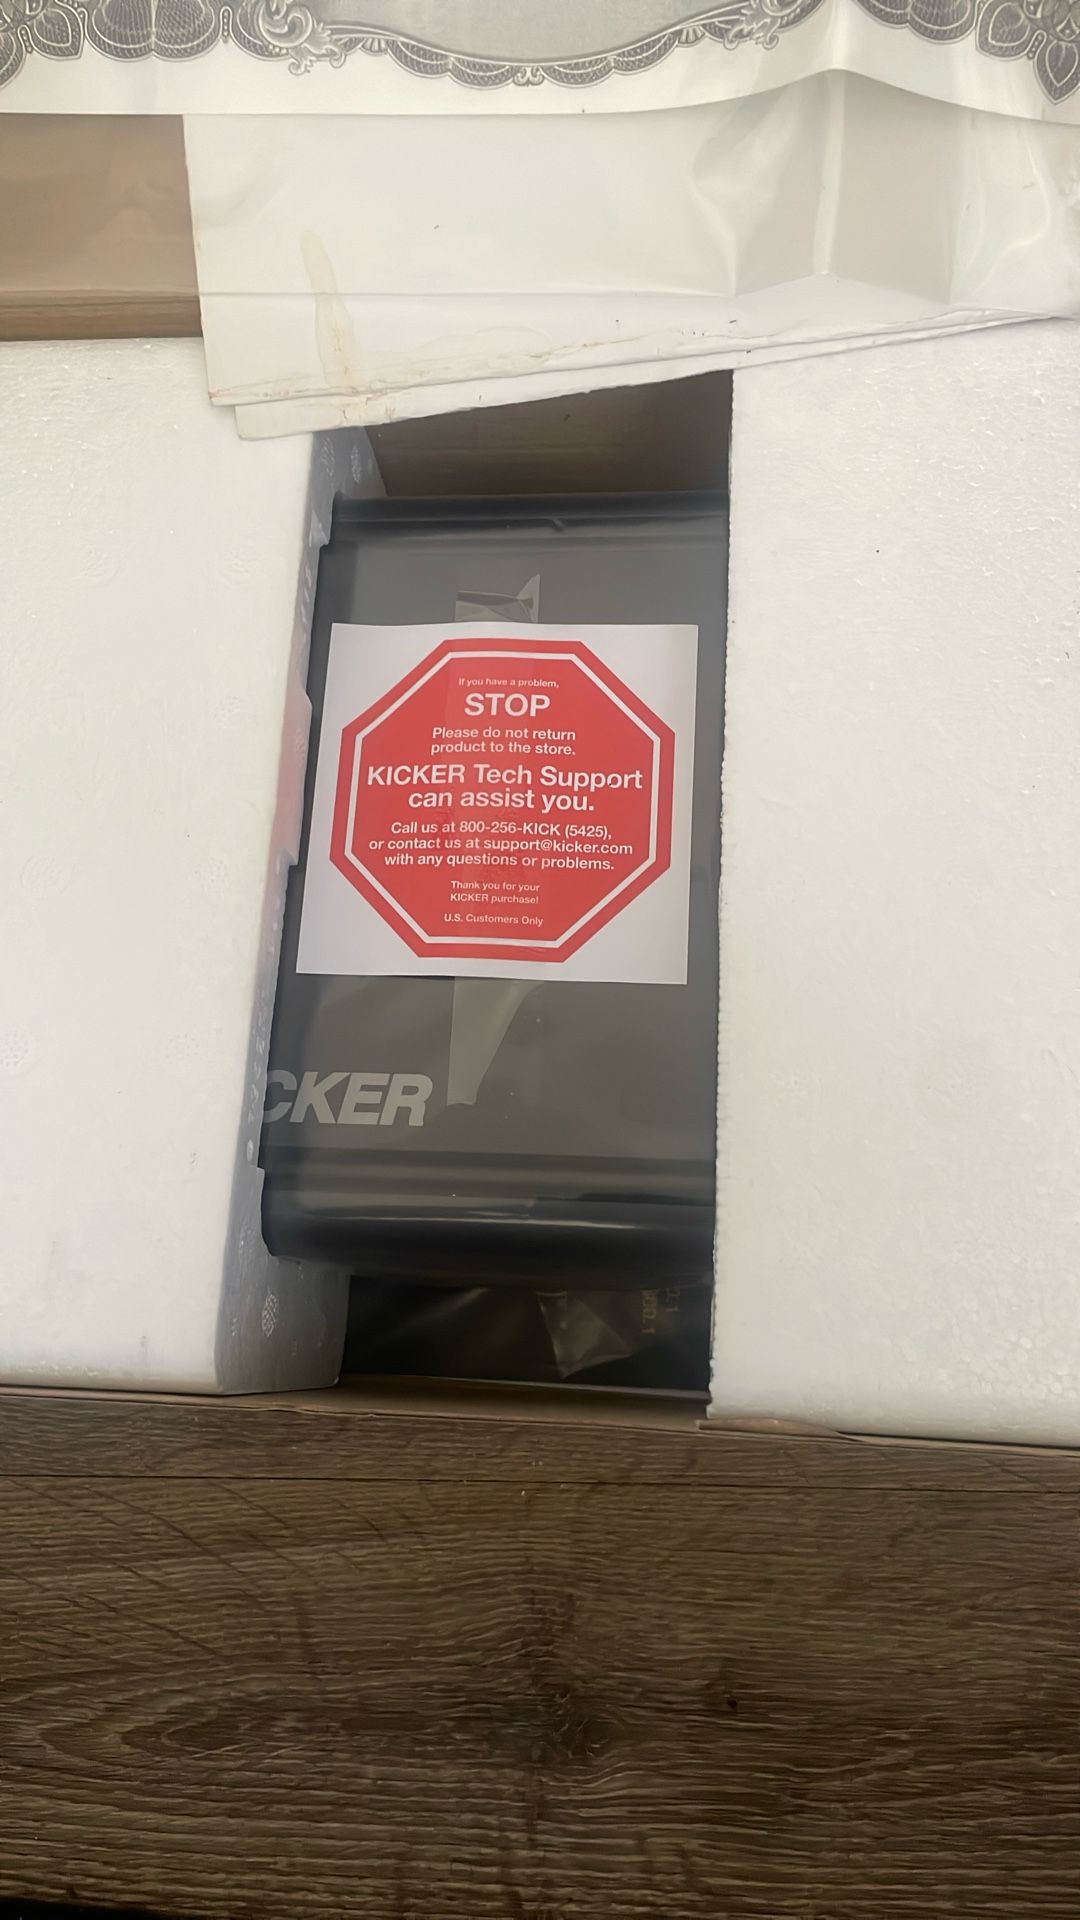 If you have a problem,
STOP
Please do not return
product to the store.
KICKER Tech Support
can assist you.
Call us at 800-256-KICK (5425),
or contact us at support@kicker.com
with any questions or problems.
Thank you for your
KICKER purchase!
U.S. Customers Only
CKER